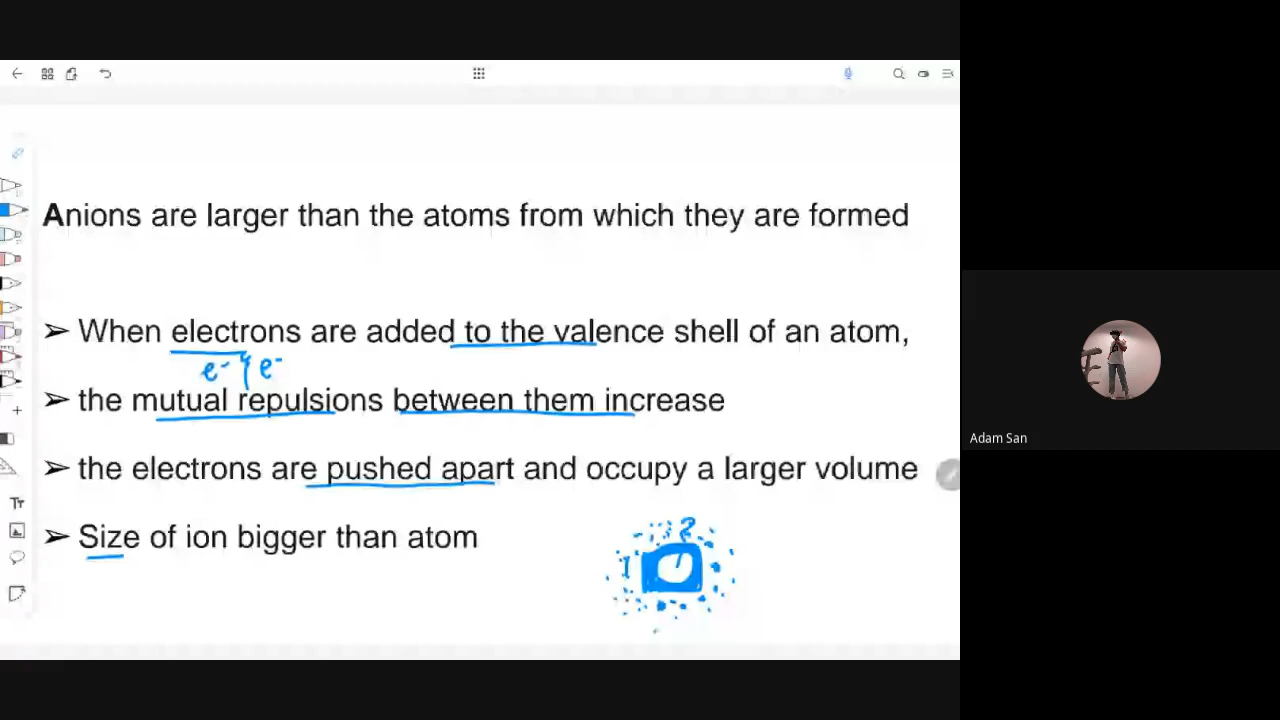 Anions are larger than the atoms from which they are formed
➢ When electrons are added to the valence shell of an atom,
e- e-
➢ the mutual repulsions between them increase
➢ the electrons are pushed apart and occupy a larger volume
➢ Size of ion bigger than atom
Adam San
Tт